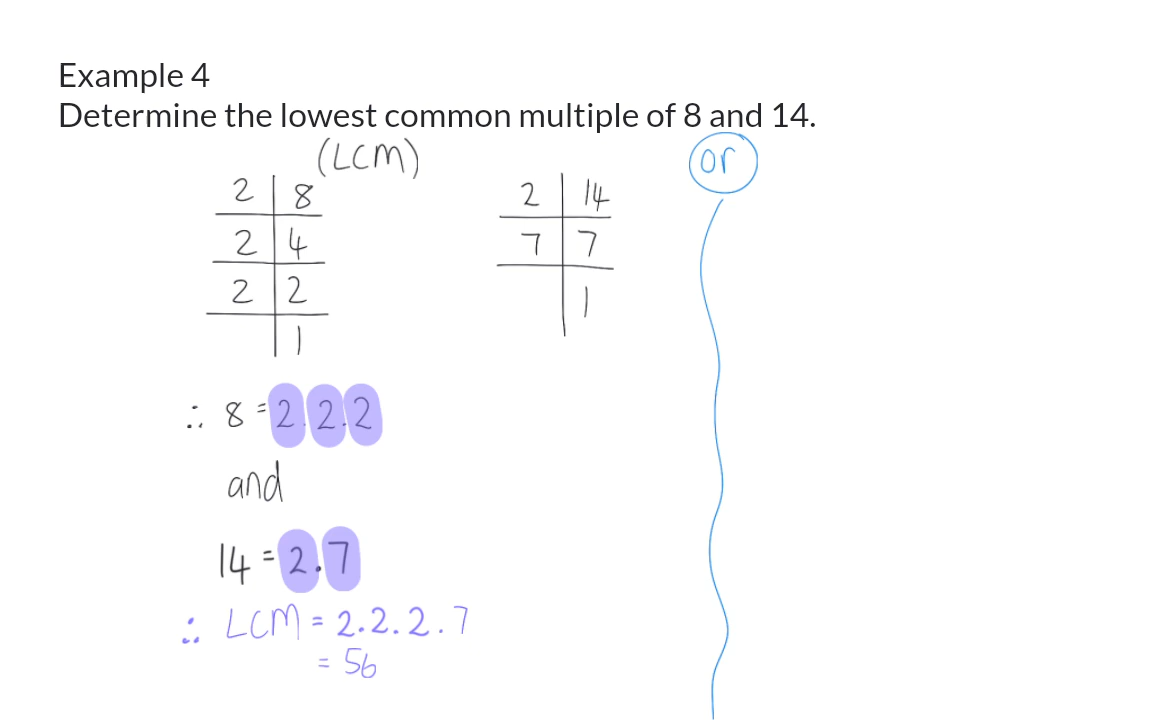 Example 4
Determine the lowest common multiple of 8 and 14.
(LCM)
or
2 | 8
2 | 4
2 | 2
1
2 | 14
7 | 7
1
∴ 8 = 2.2.2
and
14 = 2.7
∴ LCM = 2.2.2.7
= 56